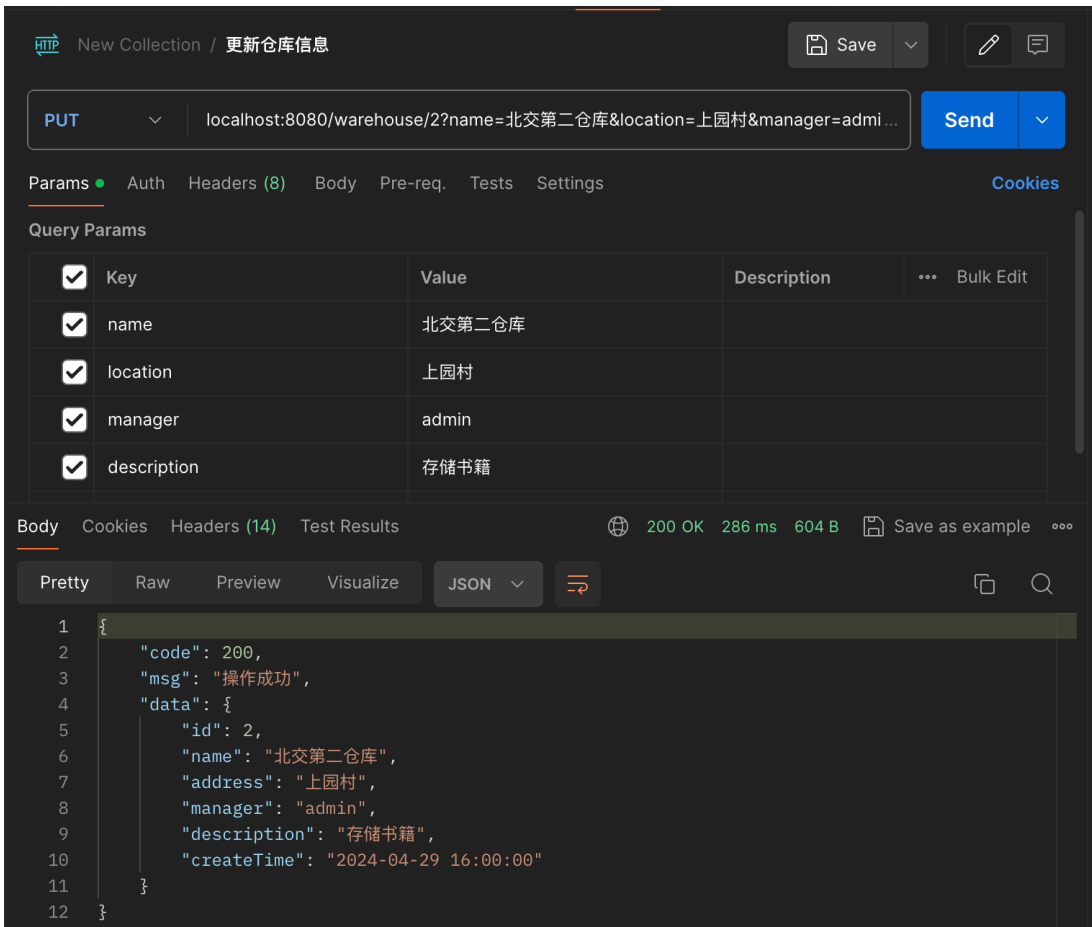 HTTP New Collection / 更新仓库信息 Save
PUT localhost:8080/warehouse/2?name=北交第二仓库&location=上园村&manager=admi... Send
Params Auth Headers (8) Body Pre-req. Tests Settings Cookies
Query Params
Key Value Description ••• Bulk Edit
name 北交第二仓库
location 上园村
manager admin
description 存储书籍
Body Cookies Headers (14) Test Results 200 OK 286 ms 604 B Save as example
Pretty Raw Preview Visualize JSON
1 {
2 "code": 200,
3 "msg": "操作成功",
4 "data": {
5 "id": 2,
6 "name": "北交第二仓库",
7 "address": "上园村",
8 "manager": "admin",
9 "description": "存储书籍",
10 "createTime": "2024-04-29 16:00:00"
11 }
12 }